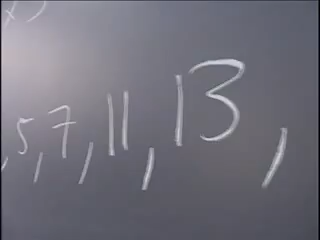 , 5, 7, 11, 13,